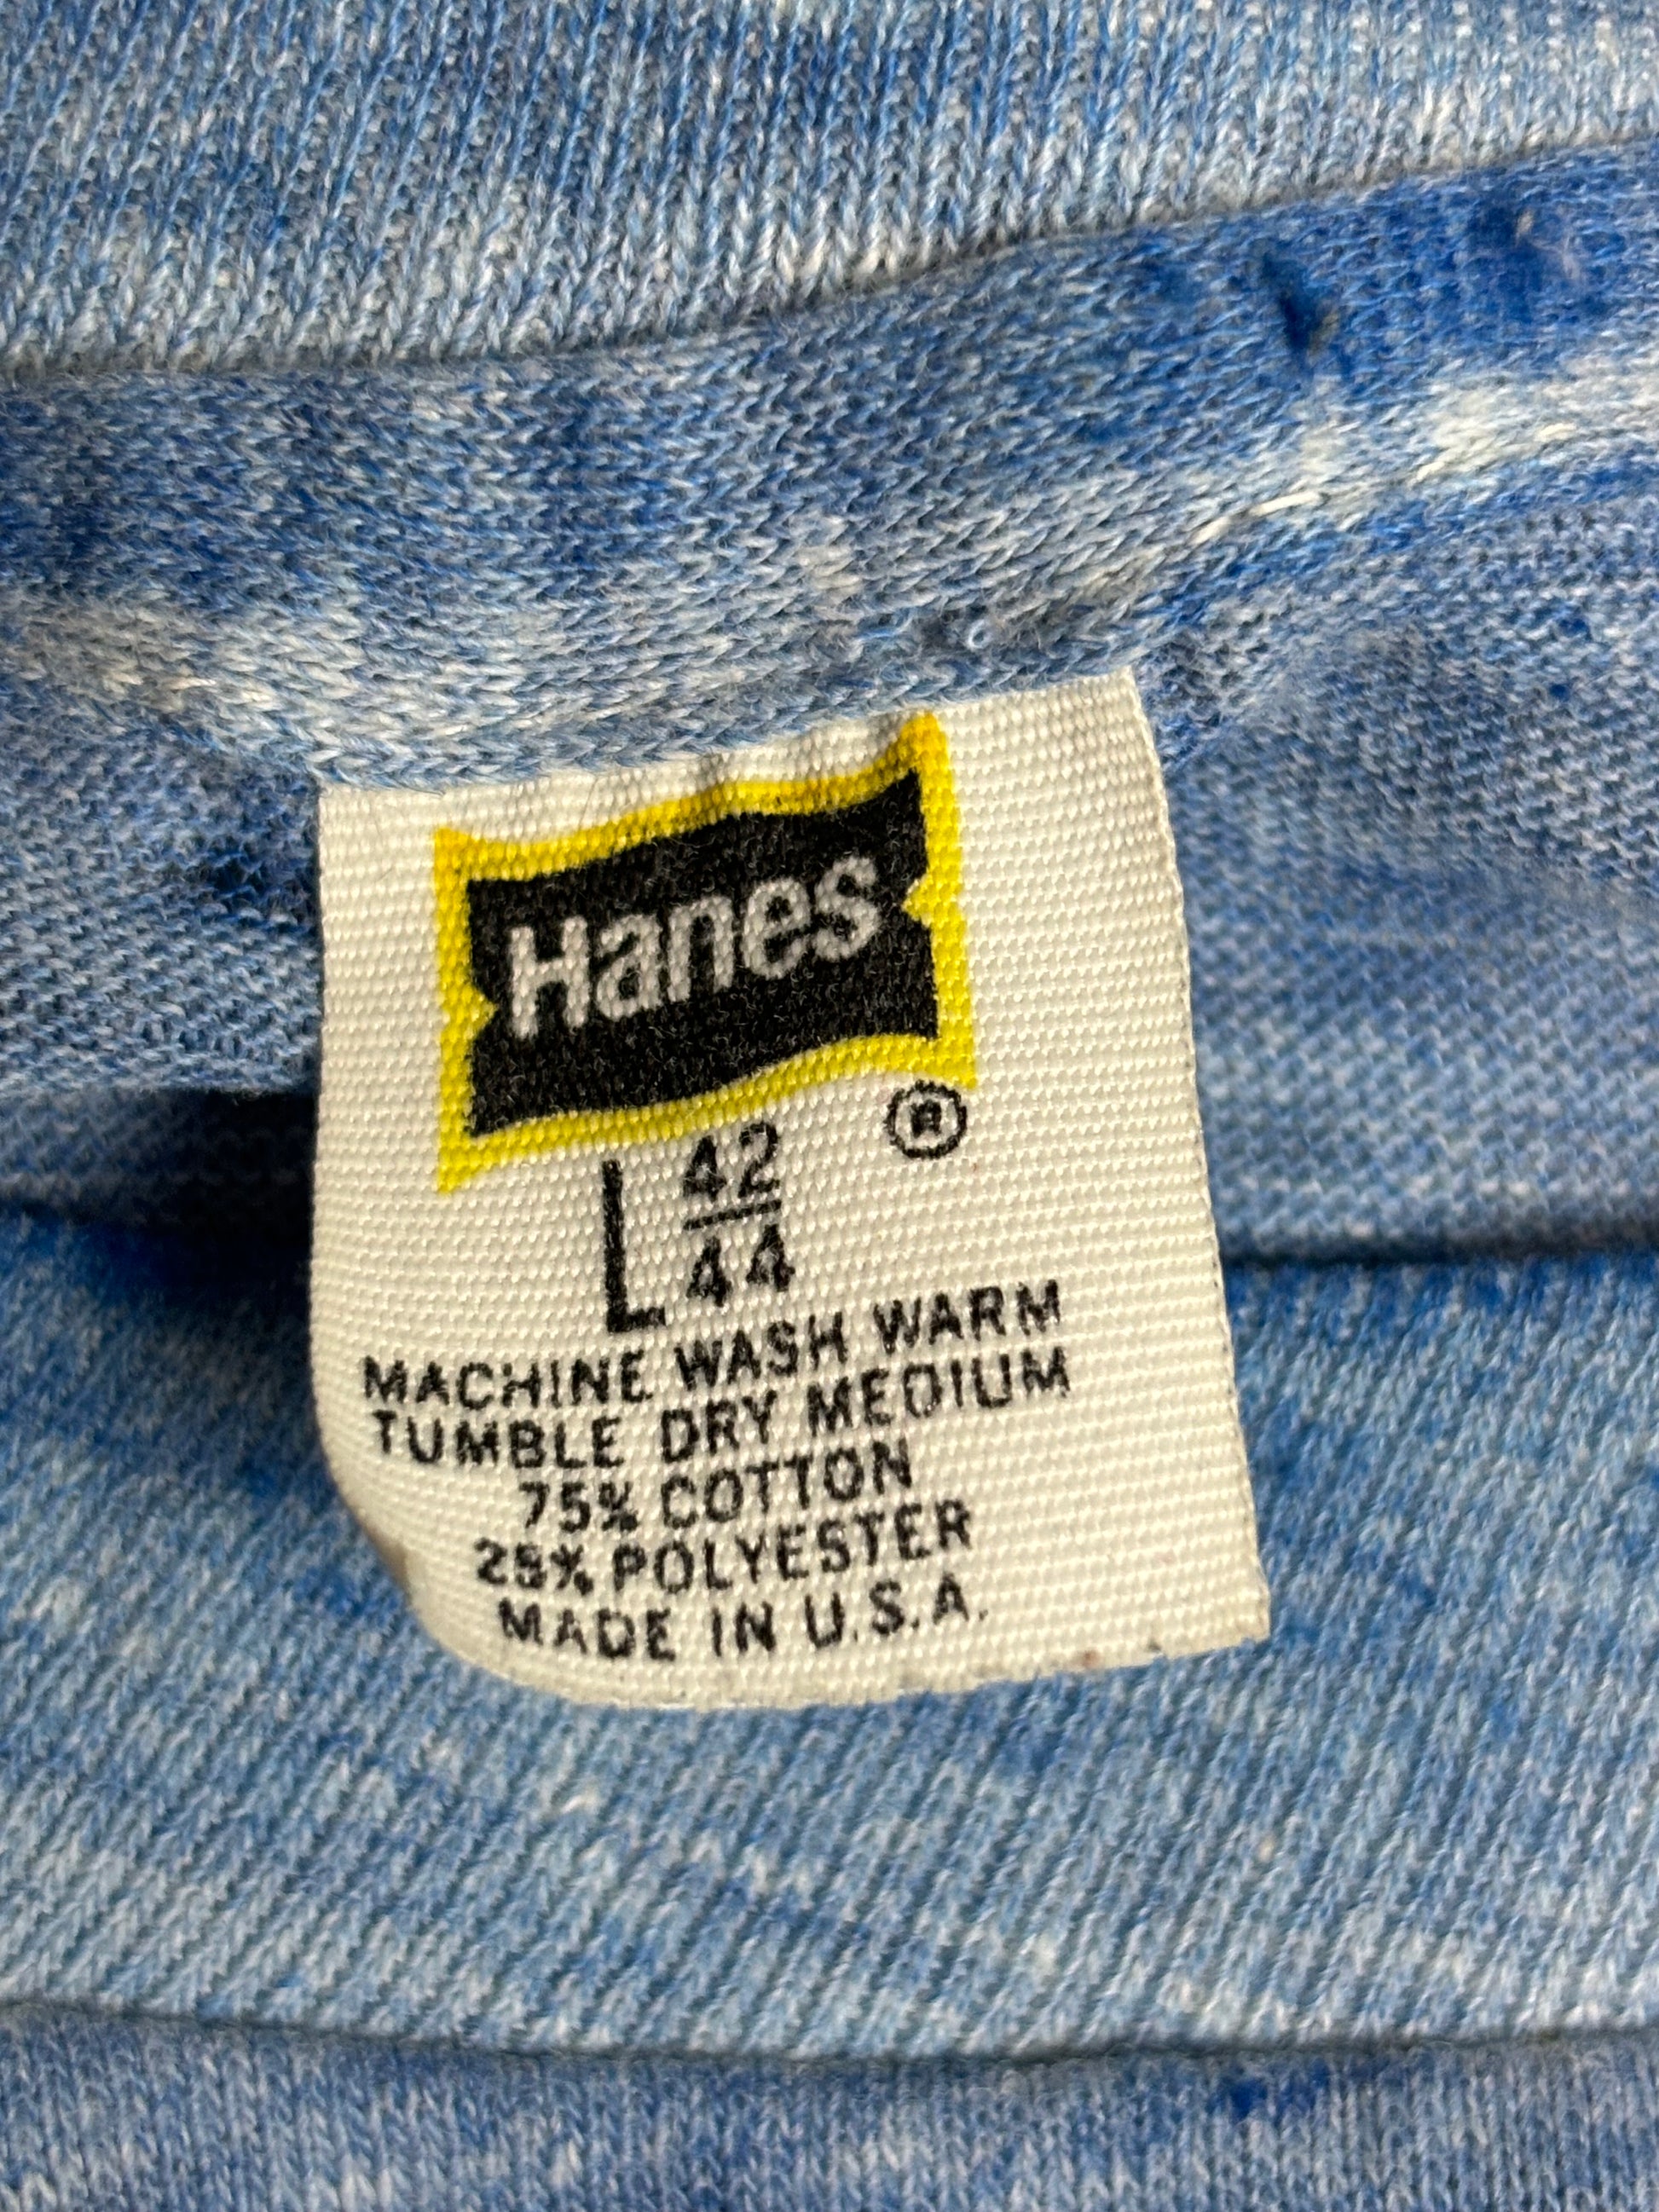 Hanes
®
L 42/44
MACHINE WASH WARM
TUMBLE DRY MEDIUM
75% COTTON
25% POLYESTER
MADE IN U.S.A.